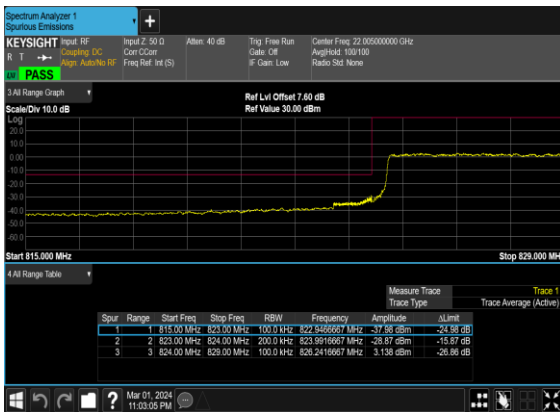 Spectrum Analyzer 1
Spurious Emissions
KEYSIGHT Input: RF Input Z: 50 Ω Atten: 40 dB Trig: Free Run Center Freq: 22.005000000 GHz
R T Coupling: DC Corr CCorr Gate: Off Avg|Hold: 100/100
Align: Auto/No RF Freq Ref: Int (S) IF Gain: Low Radio Std: None
PASS
3 All Range Graph
Ref Lvl Offset 7.60 dB
Scale/Div 10.0 dB Ref Value 30.00 dBm
Log
20.0
10.0
0.00
-10.0
-20.0
-30.0
-40.0
-50.0
-60.0
Start 815.000 MHz Stop 829.000 MH
4 All Range Table
Measure Trace Trace 1
Trace Type Trace Average (Active)
Spur Range Start Freq Stop Freq RBW Frequency Amplitude ΔLimit
1 1 815.00 MHz 823.00 MHz 100.0 kHz 822.9466667 MHz -37.98 dBm -24.98 dB
2 2 823.00 MHz 824.00 MHz 200.0 kHz 823.9916667 MHz -28.87 dBm -15.87 dB
3 3 824.00 MHz 829.00 MHz 100.0 kHz 826.2416667 MHz 3.138 dBm -26.86 dB
?
Mar 01, 2024
11:03:05 PM